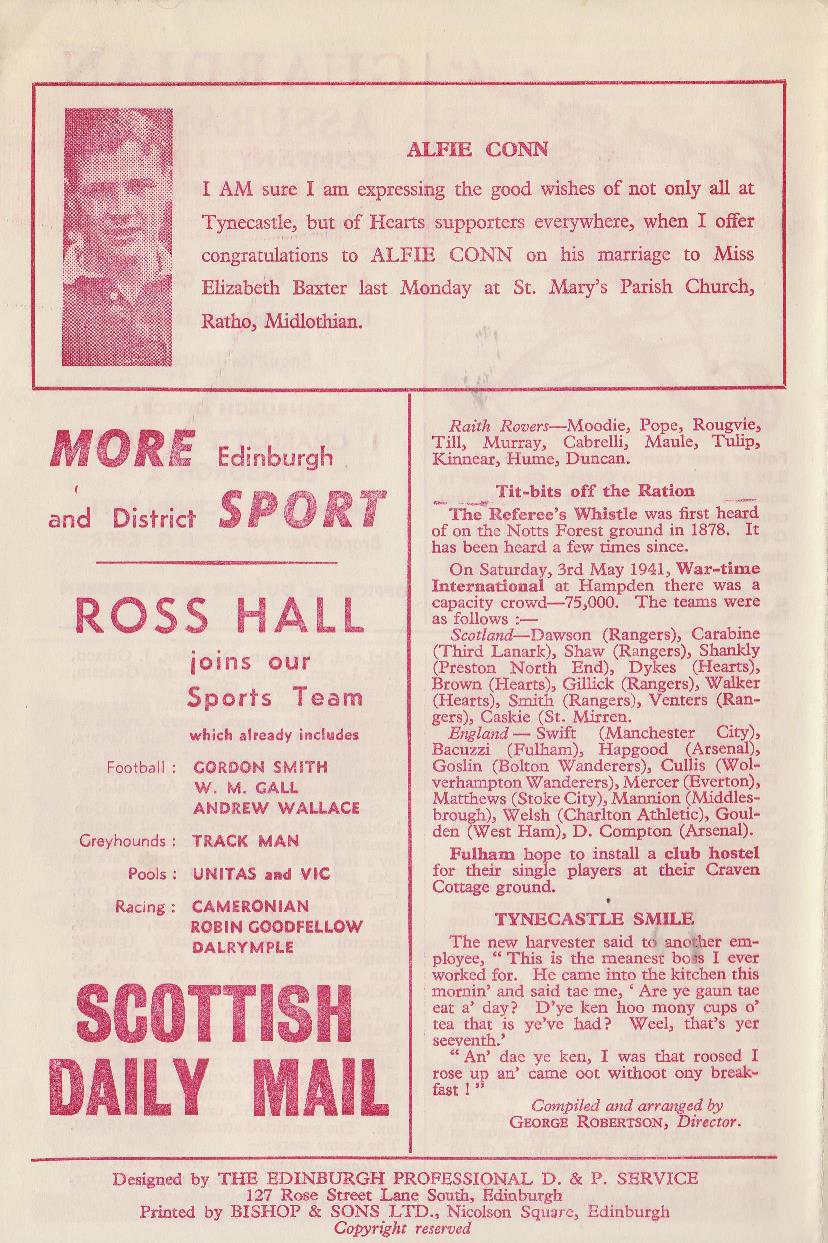 ALFIE CONN
I AM sure I am expressing the good wishes of not only all at
Tynecastle, but of Hearts supporters everywhere, when I offer
congratulations to ALFIE CONN on his marriage to Miss
Elizabeth Baxter last Monday at St. Mary's Parish Church,
Ratho, Midlothian.
MORE Edinburgh
and District SPORT
ROSS HALL
joins our
Sports Team
which already includes
Football : GORDON SMITH
W. M. GALL
ANDREW WALLACE
Greyhounds : TRACK MAN
Pools : UNITAS and VIC
Racing : CAMERONIAN
ROBIN GOODFELLOW
DALRYMPLE
SCOTTISH
DAILY MAIL
Raith Rovers—Moodie, Pope, Rougvie,
Till, Murray, Cabrelli, Maule, Tulip,
Kinnear, Hume, Duncan.
Tit-bits off the Ration
The Referee's Whistle was first heard
of on the Notts Forest ground in 1878. It
has been heard a few times since.
On Saturday, 3rd May 1941, War-time
International at Hampden there was a
capacity crowd—75,000. The teams were
as follows :—
Scotland—Dawson (Rangers), Carabine
(Third Lanark), Shaw (Rangers), Shankly
(Preston North End), Dykes (Hearts),
Brown (Hearts), Gillick (Rangers), Walker
(Hearts), Smith (Rangers), Venters (Ran-
gers), Caskie (St. Mirren.
England — Swift (Manchester City),
Bacuzzi (Fulham), Hapgood (Arsenal),
Goslin (Bolton Wanderers), Cullis (Wol-
verhampton Wanderers), Mercer (Everton),
Matthews (Stoke City), Mannion (Middles-
brough), Welsh (Charlton Athletic), Goul-
den (West Ham), D. Compton (Arsenal).
Fulham hope to install a club hostel
for their single players at their Craven
Cottage ground.
TYNECASTLE SMILE
The new harvester said to another em-
ployee, " This is the meanest boss I ever
worked for. He came into the kitchen this
mornin' and said tae me, ' Are ye gaun tae
eat a' day? D'ye ken hoo mony cups o'
tea that is ye've had? Weel, that's yer
seeventh.'
" An' dae ye ken, I was that roosed I
rose up an' came oot withoot ony break-
fast ! "
Compiled and arranged by
GEORGE ROBERTSON, Director.
Designed by THE EDINBURGH PROFESSIONAL D. & P. SERVICE
127 Rose Street Lane South, Edinburgh
Printed by BISHOP & SONS LTD., Nicolson Square, Edinburgh
Copyright reserved